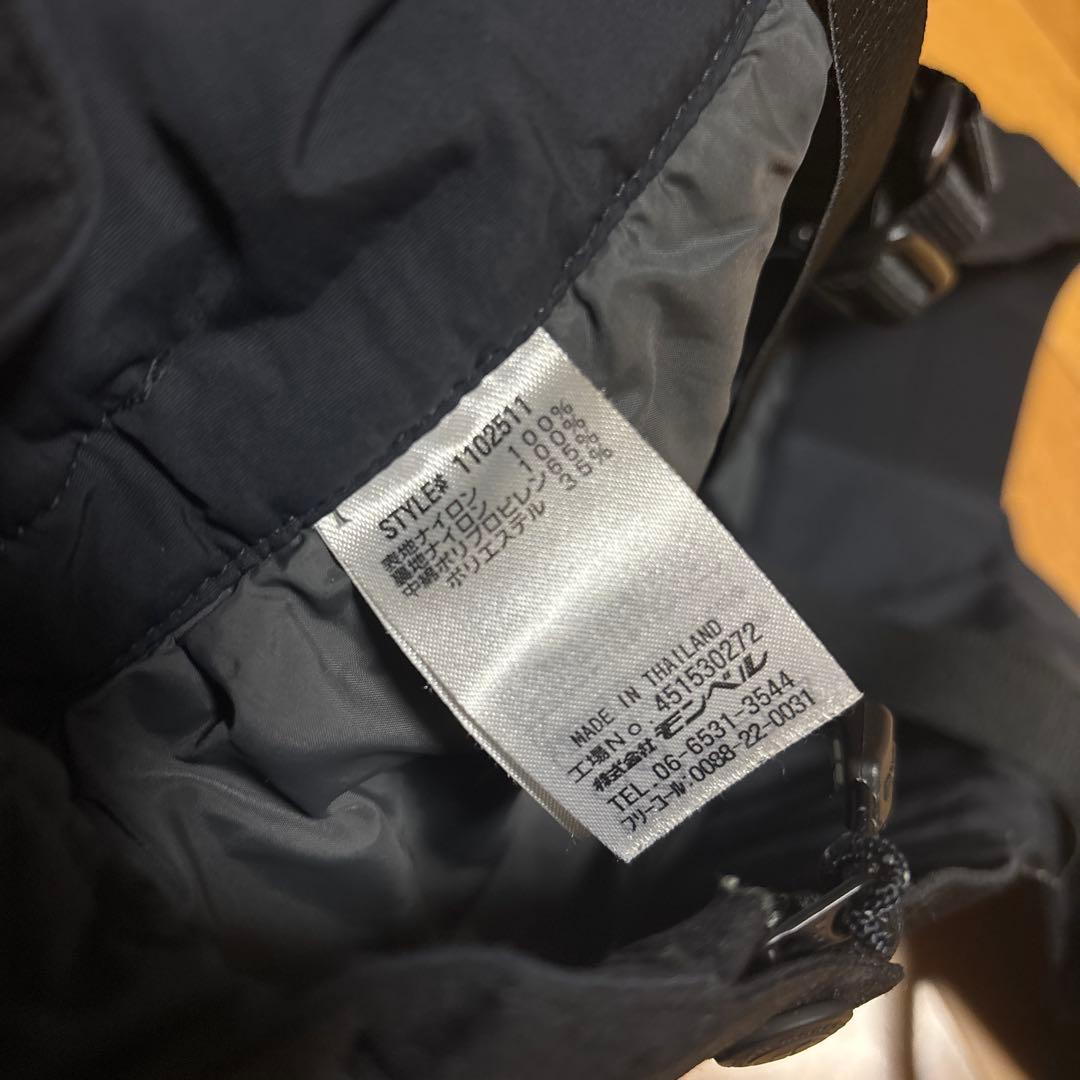 STYLE# 1102511
表地ナイロン 100%
裏地ナイロン 100%
中綿ポリプロピレン65%
ポリエステル 35%
MADE IN THAILAND
工場No.451530272
株式会社 モンベル
TEL.06-6531-3544
フリーコール:0088-22-0031